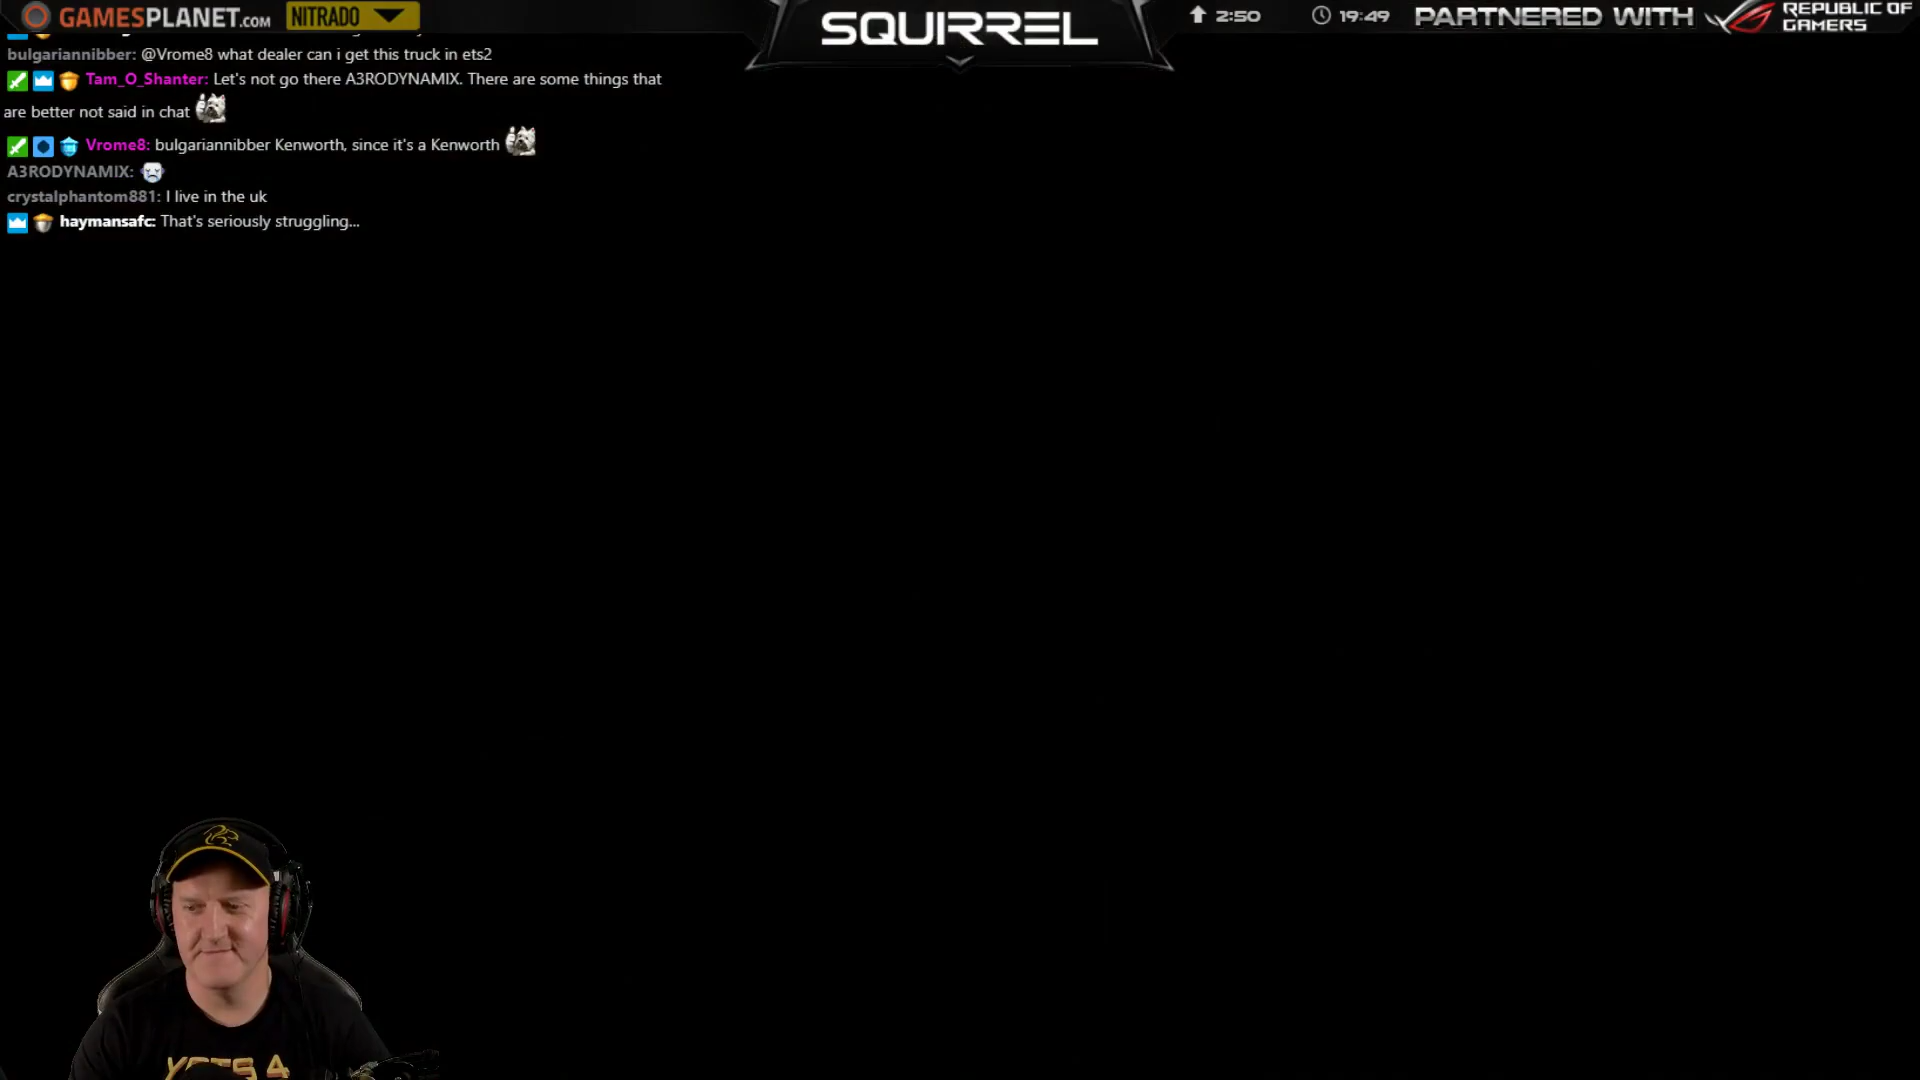 GAMESPLANET.COM NITRADO
SQUIRREL
2:50 19:49 PARTNERED WITH REPUBLIC OF
GAMERS
bulgariannibber: @Vrome8 what dealer can i get this truck in ets2
Tam_O_Shanter: Let's not go there A3RODYNAMIX. There are some things that
are better not said in chat
Vrome8: bulgariannibber Kenworth, since it's a Kenworth
A3RODYNAMIX:
crystalphantom881: I live in the uk
haymansafc: That's seriously struggling...